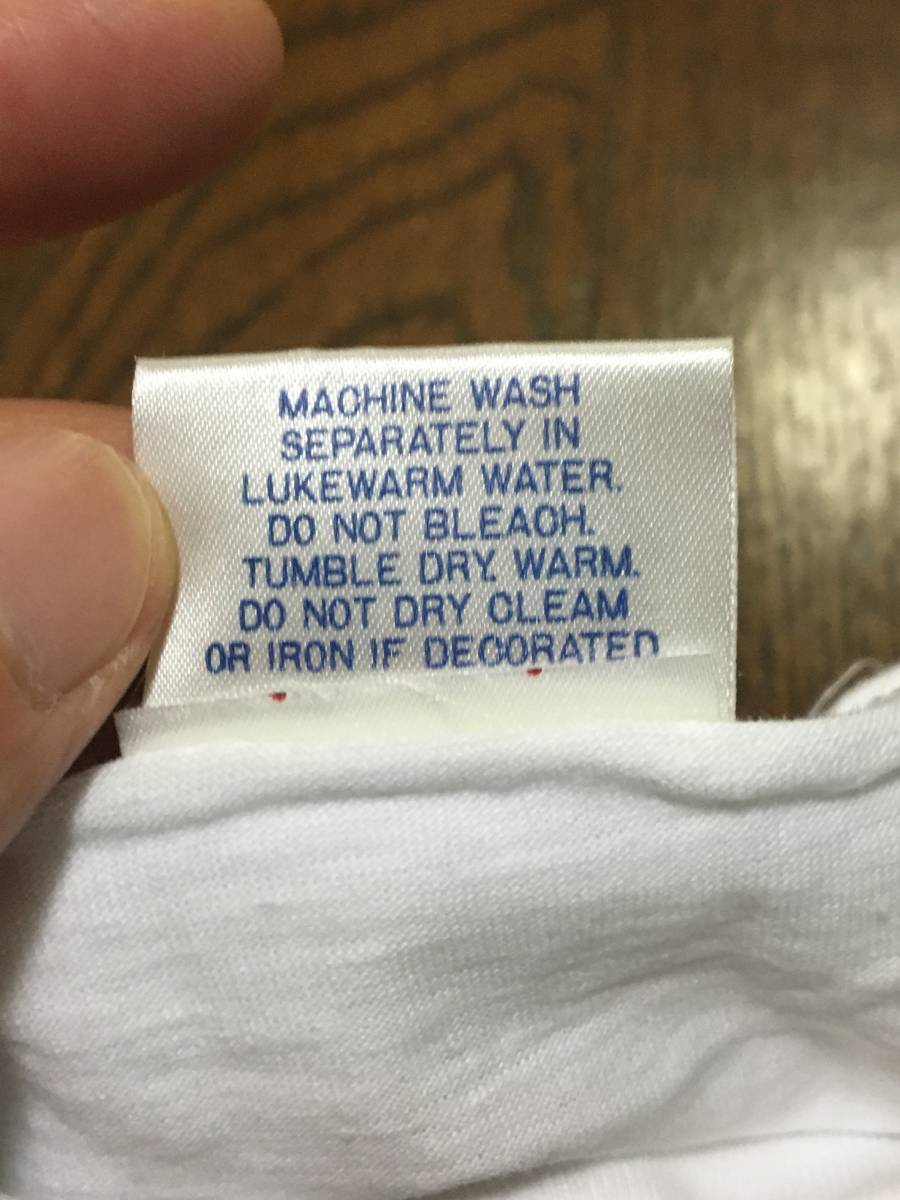 MACHINE WASH
SEPARATELY IN
LUKEWARM WATER.
DO NOT BLEACH.
TUMBLE DRY. WARM.
DO NOT DRY CLEAM
OR IRON IF DECORATED